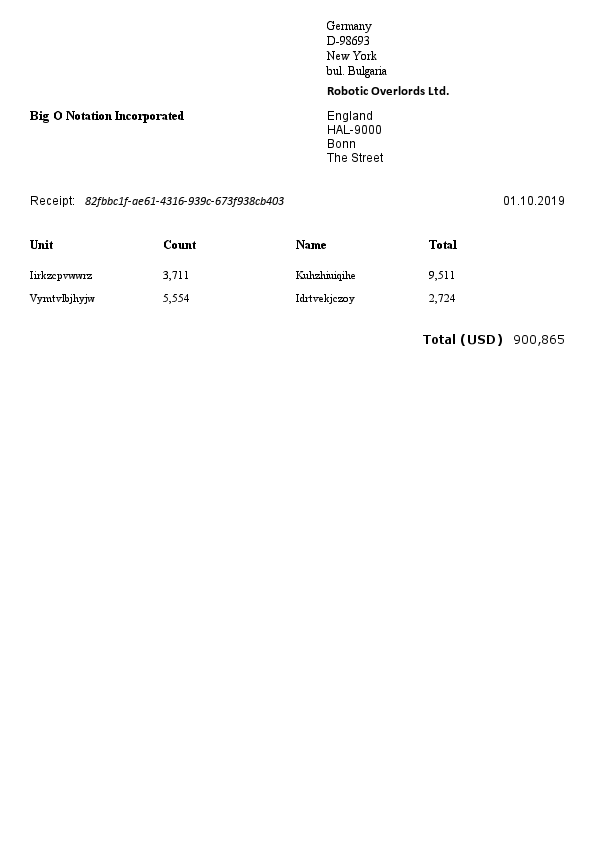 Germany
D-98693
New York
bul. Bulgaria
Robotic Overlords Ltd.
Big O Notation Incorporated
England
HAL-9000
Bonn
The Street
Receipt: 82fbbc1f-ae61-4316-939c-673f938cb403 01.10.2019
Unit Count Name Total
Iirkzcpvwwrz 3,711 Kuhzhiuiqihe 9,511
Vymtvlbjhyjw 5,554 Idrtvekjczoy 2,724
Total (USD) 900,865